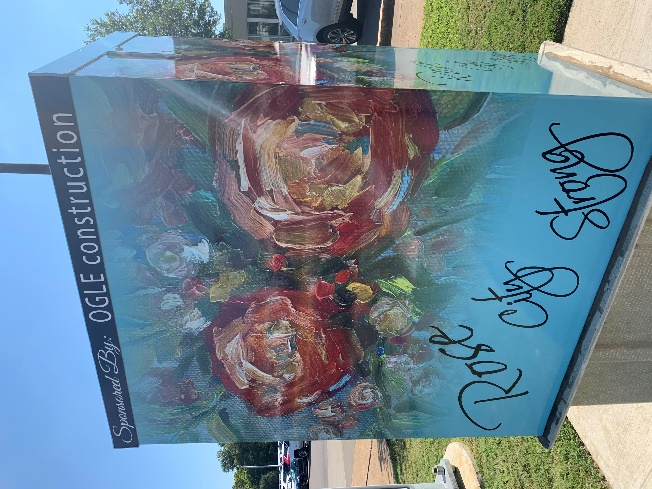 Sponsored By: OGLE construction
Rose
City
Strong